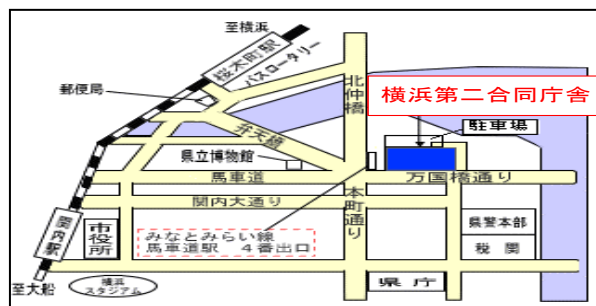 至横浜
桜木町駅
バスロータリー
郵便局
北仲橋
横浜第二合同庁舎
駐車場
弁天橋
県立博物館
馬車道
万国橋通り
関内大通り
本町通り
みなとみらい線
馬車道駅 4番出口
関内駅
市役所
県警本部
税関
至大船
横浜
スタジアム
県庁